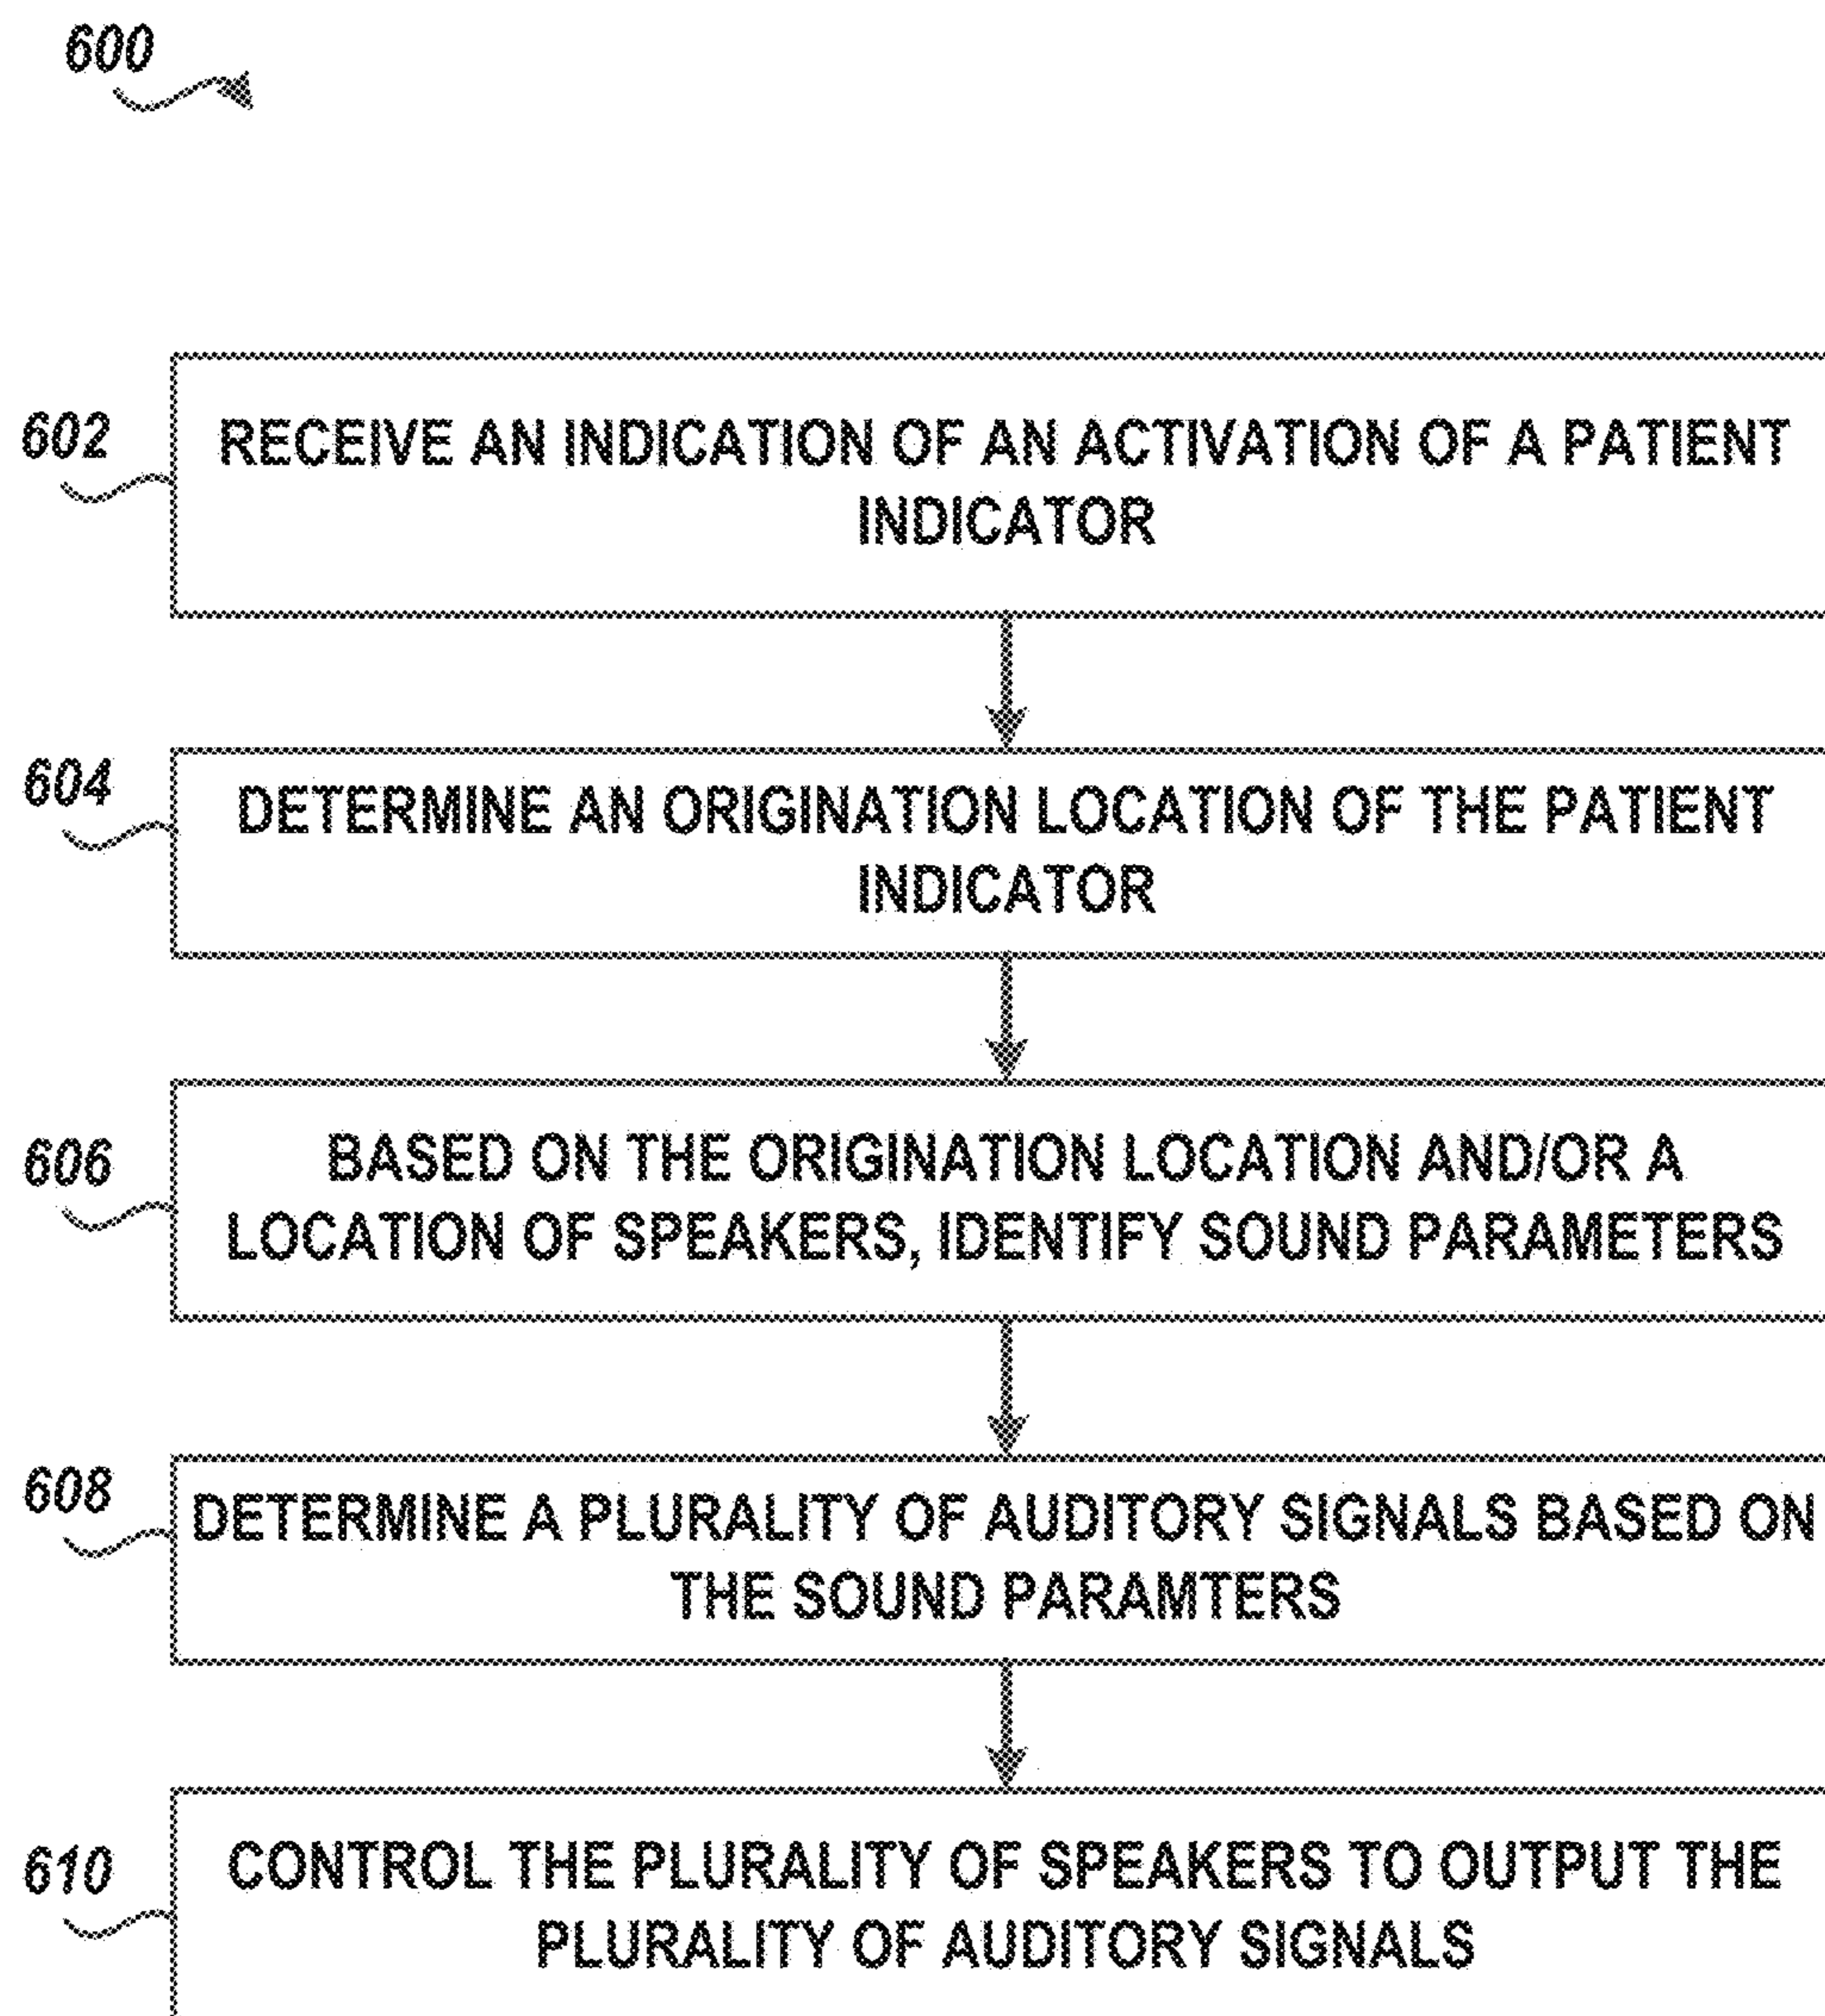 600
602
RECEIVE AN INDICATION OF AN ACTIVATION OF A PATIENT
INDICATOR
604
DETERMINE AN ORIGINATION LOCATION OF THE PATIENT
INDICATOR
606
BASED ON THE ORIGINATION LOCATION AND/OR A
LOCATION OF SPEAKERS, IDENTIFY SOUND PARAMETERS
608
DETERMINE A PLURALITY OF AUDITORY SIGNALS BASED ON
THE SOUND PARAMTERS
610
CONTROL THE PLURALITY OF SPEAKERS TO OUTPUT THE
PLURALITY OF AUDITORY SIGNALS